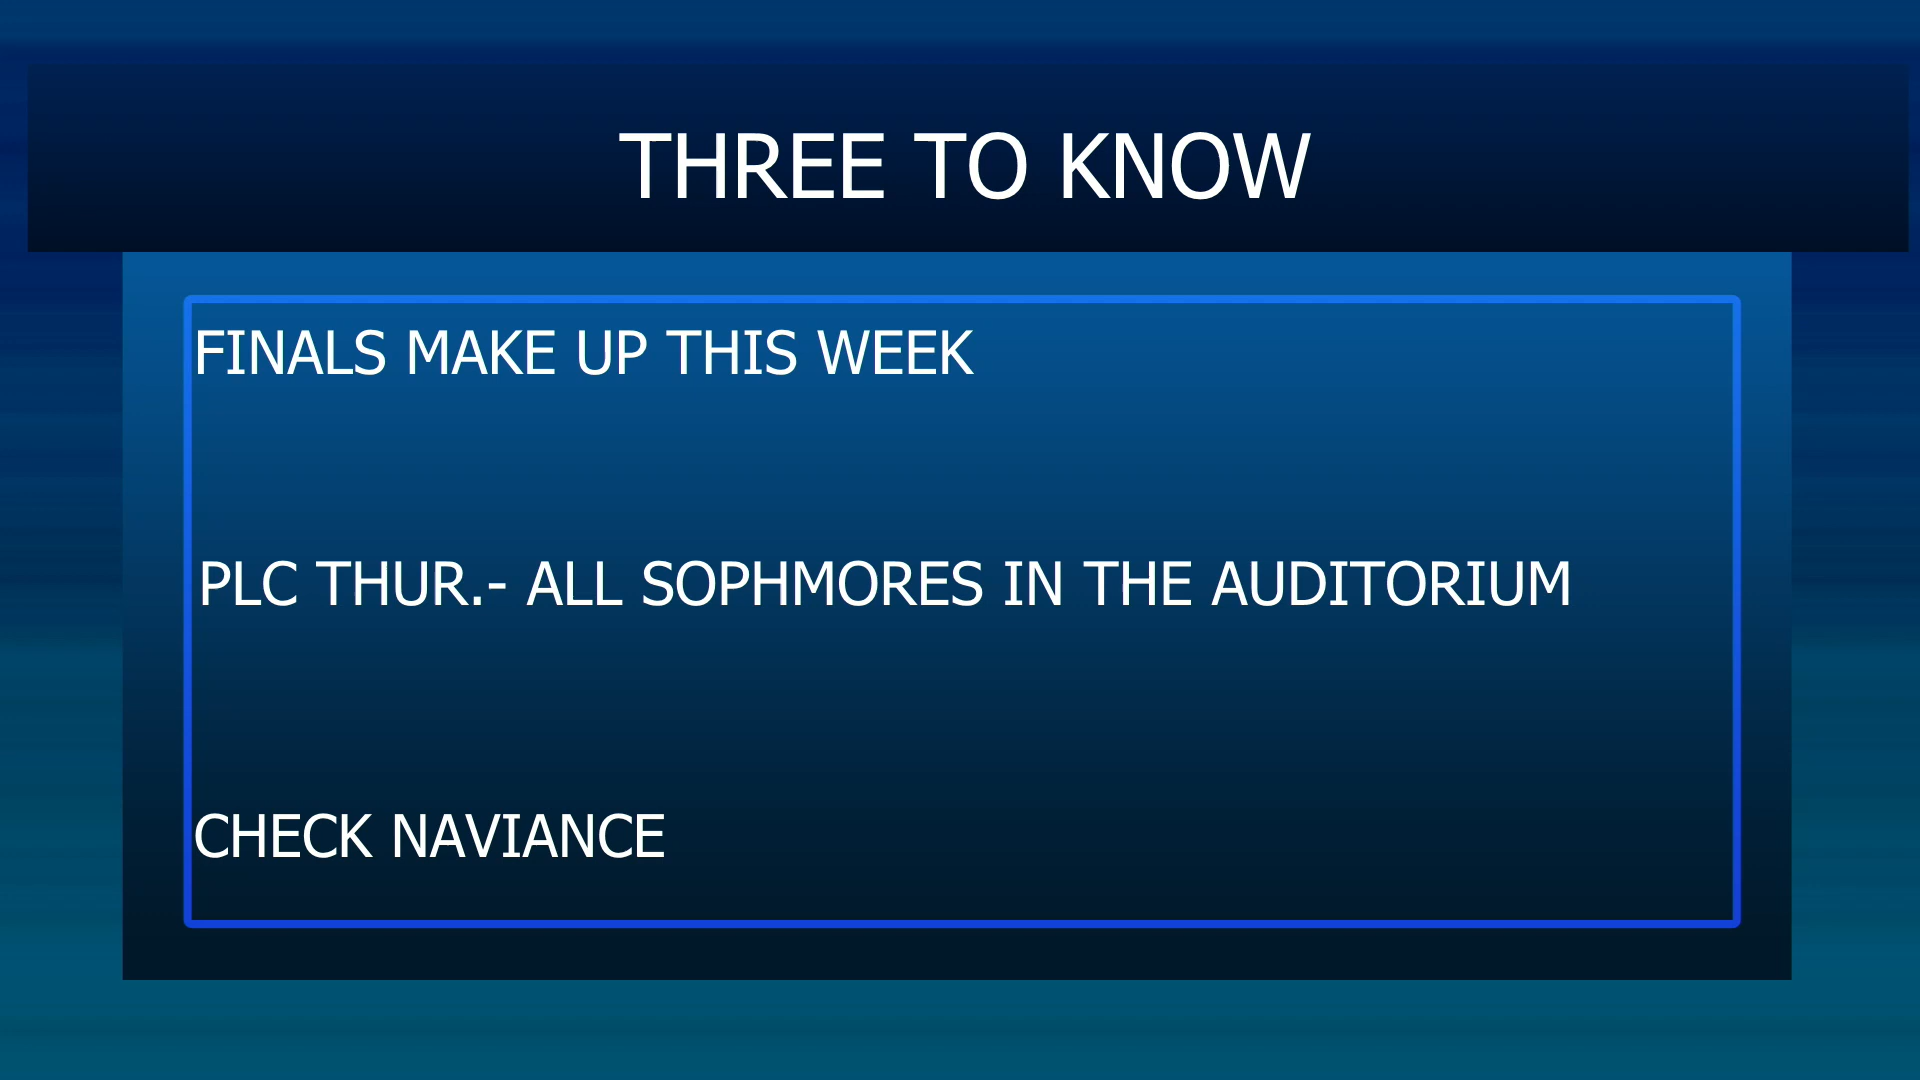 THREE TO KNOW
FINALS MAKE UP THIS WEEK
PLC THUR.- ALL SOPHMORES IN THE AUDITORIUM
CHECK NAVIANCE